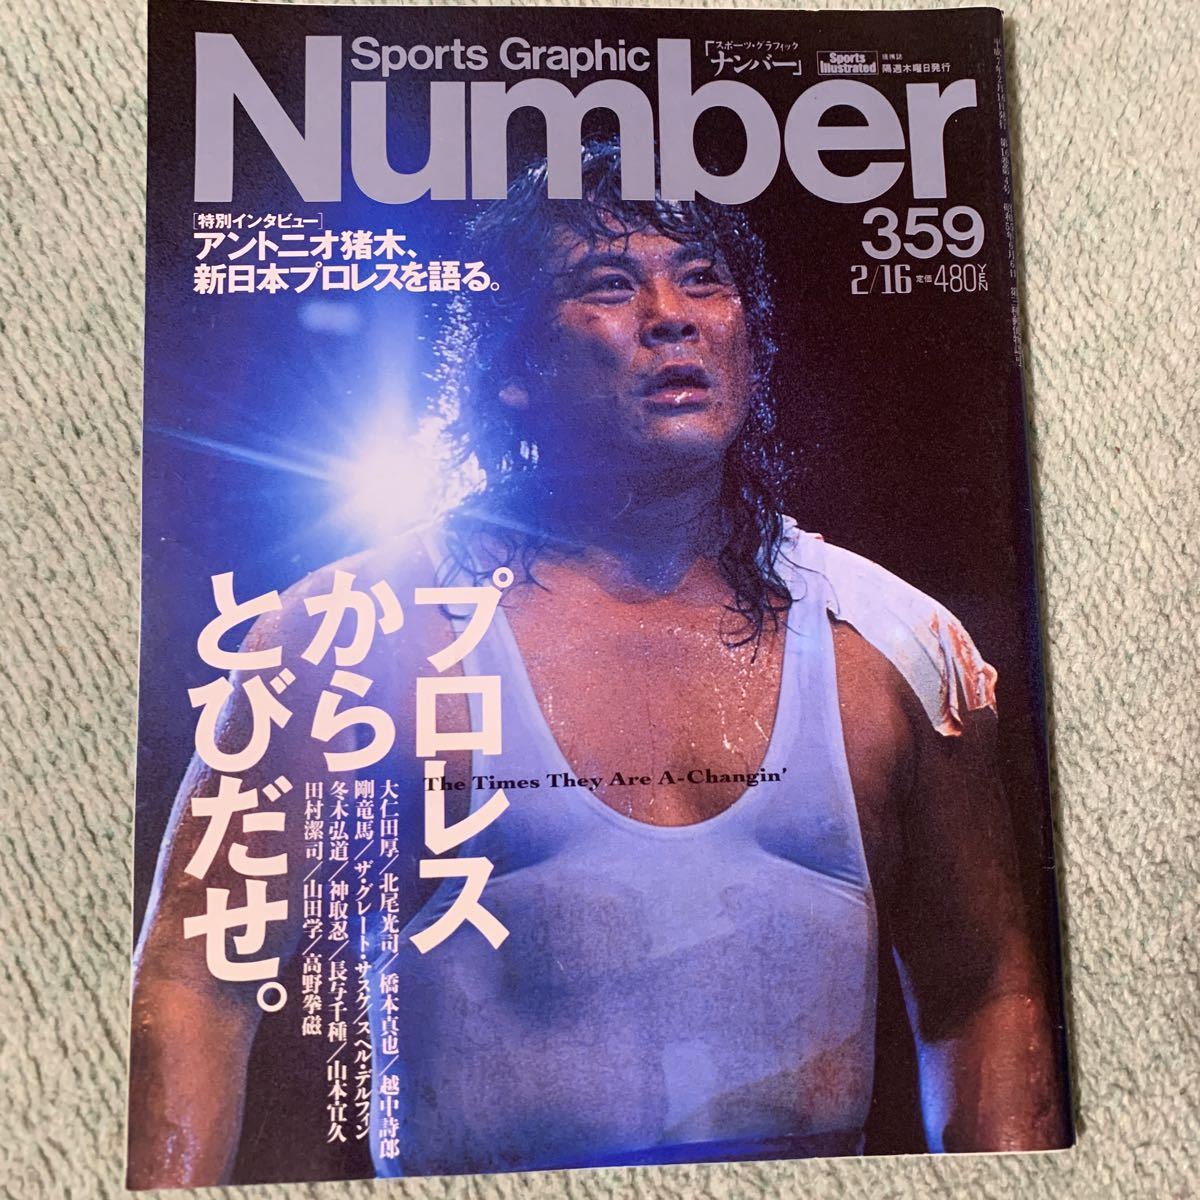 Sports Graphic
「スポーツ・グラフィック
ナンバー」
Sports Illustrated
提携誌
隔週木曜日発行
Number
359
2/16 定価480YEN
[特別インタビュー]
アントニオ猪木、
新日本プロレスを語る。
プロレス
から
とびだせ。
The Times They Are A-Changin'
大仁田厚/北尾光司/橋本真也/越中詩郎
剛竜馬/ザ・グレート・サスケ/スペル・デルフィン
冬木弘道/神取忍/長与千種/山本宜久
田村潔司/山田学/高野拳磁